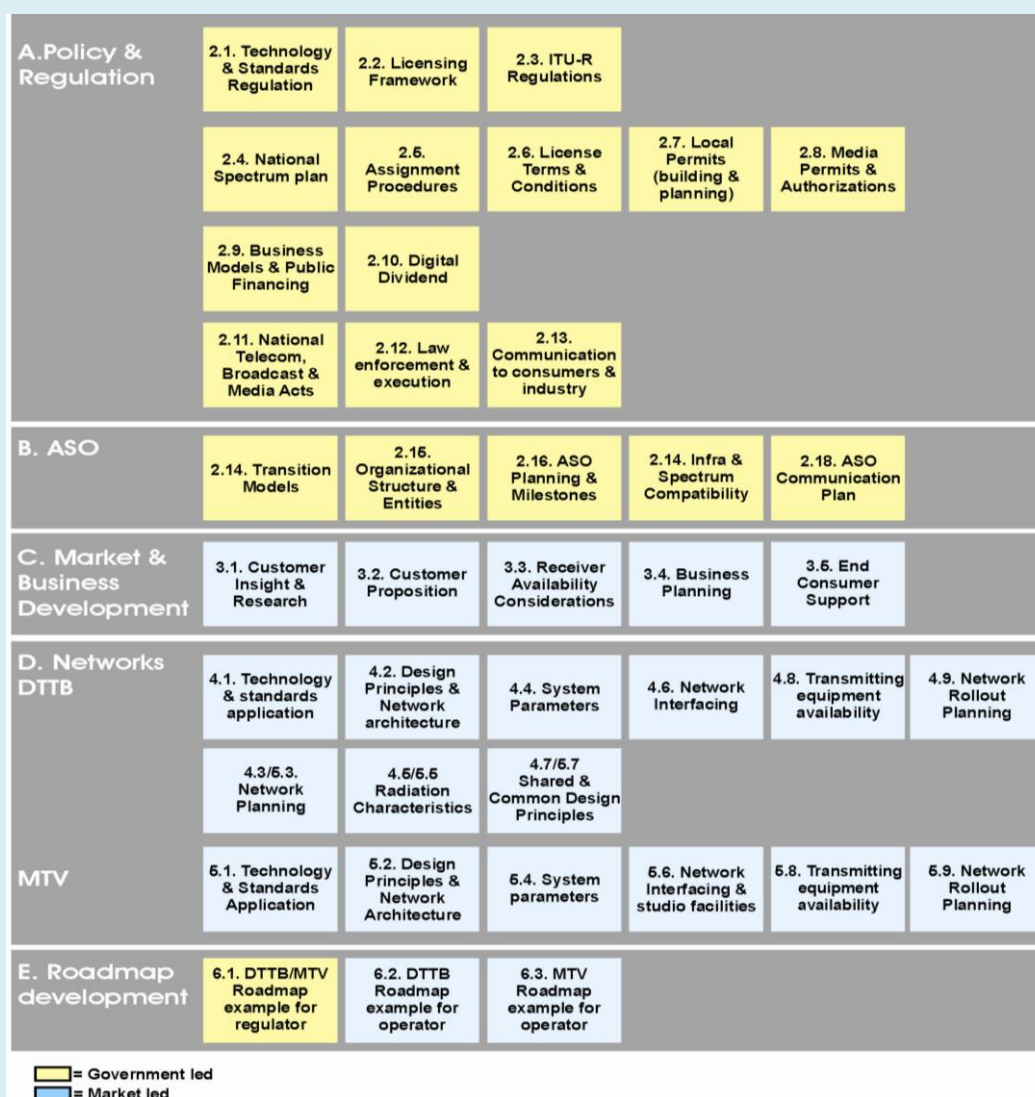 A.Policy &
Regulation
2.1. Technology
& Standards
Regulation
2.2. Licensing
Framework
2.3. ITU-R
Regulations
2.4. National
Spectrum plan
2.5.
Assignment
Procedures
2.6. License
Terms &
Conditions
2.7. Local
Permits
(building &
planning)
2.8. Media
Permits &
Authorizations
2.9. Business
Models & Public
Financing
2.10. Digital
Dividend
2.11. National
Telecom,
Broadcast &
Media Acts
2.12. Law
enforcement &
execution
2.13.
Communication
to consumers &
industry
B. ASO
2.14. Transition
Models
2.15.
Organizational
Structure &
Entities
2.16. ASO
Planning &
Milestones
2.14. Infra &
Spectrum
Compatibility
2.18. ASO
Communication
Plan
C. Market &
Business
Development
3.1. Customer
Insight &
Research
3.2. Customer
Proposition
3.3. Receiver
Availability
Considerations
3.4. Business
Planning
3.5. End
Consumer
Support
D. Networks
DTTB
4.1. Technology
& standards
application
4.2. Design
Principles &
Network
architecture
4.4. System
Parameters
4.6. Network
Interfacing
4.8. Transmitting
equipment
availability
4.9. Network
Rollout
Planning
4.3/5.3.
Network
Planning
4.5/5.5
Radiation
Characteristics
4.7/5.7
Shared &
Common Design
Principles
MTV
5.1. Technology
& Standards
Application
5.2. Design
Principles &
Network
Architecture
5.4. System
parameters
5.6. Network
Interfacing &
studio facilities
5.8. Transmitting
equipment
availability
5.9. Network
Rollout
Planning
E. Roadmap
development
6.1. DTTB/MTV
Roadmap
example for
regulator
6.2. DTTB
Roadmap
example for
operator
6.3. MTV
Roadmap
example for
operator
= Government led
= Market led